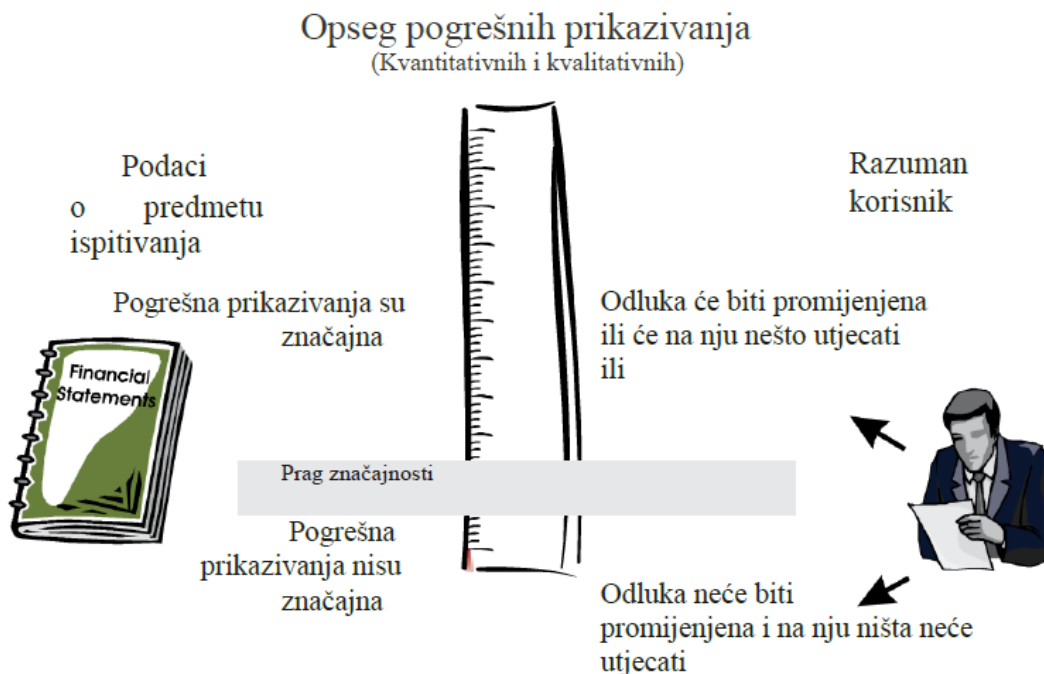 Opseg pogrešnih prikazivanja
(Kvantitativnih i kvalitativnih)
Podaci
o predmetu
ispitivanja
Razuman
korisnik
Pogrešna prikazivanja su
značajna
Odluka će biti promijenjena
ili će na nju nešto utjecati
ili
Financial
Statements
Prag značajnosti
Pogrešna
prikazivanja nisu
značajna
Odluka neće biti
promijenjena i na nju ništa neće
utjecati